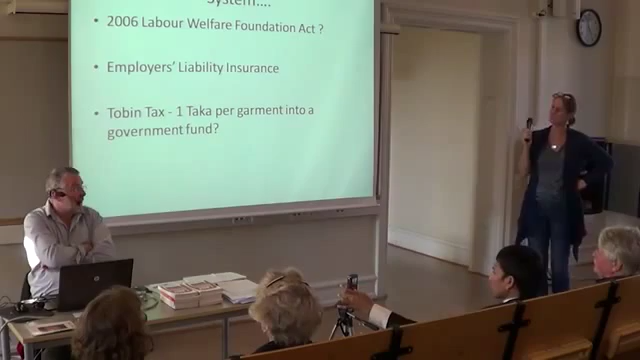 System....
• 2006 Labour Welfare Foundation Act ?
• Employers' Liability Insurance
• Tobin Tax - 1 Taka per garment into a
government fund?